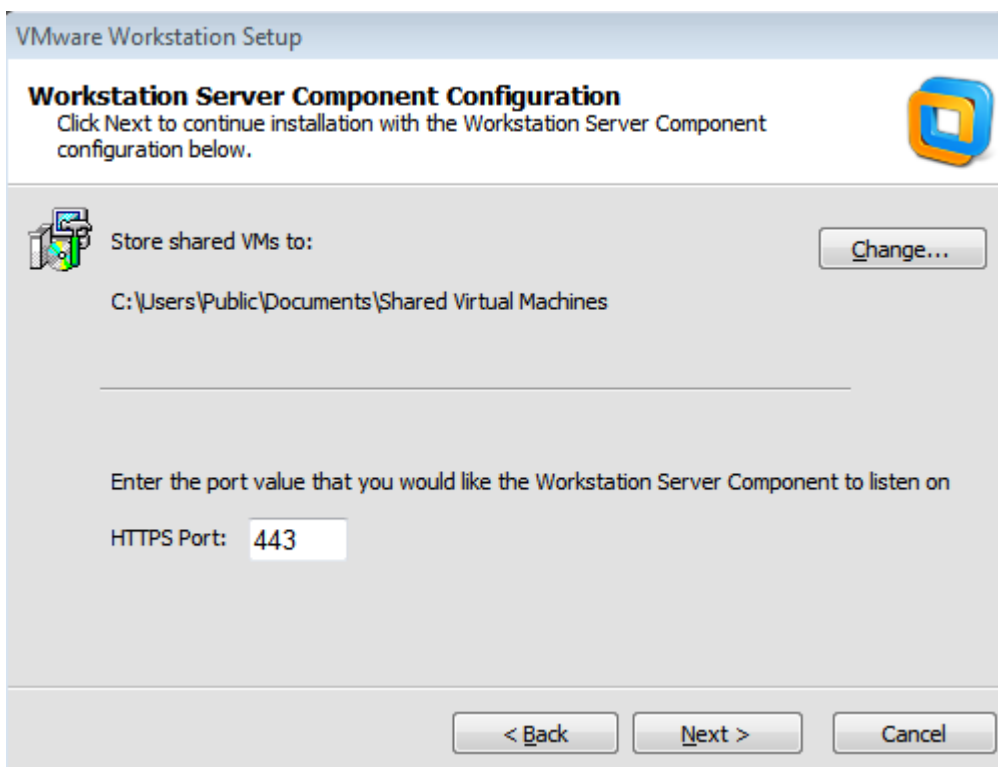 VMware Workstation Setup
Workstation Server Component Configuration
Click Next to continue installation with the Workstation Server Component
configuration below.
Store shared VMs to:
Change...
C:\Users\Public\Documents\Shared Virtual Machines
Enter the port value that you would like the Workstation Server Component to listen on
HTTPS Port: 443
< Back Next > Cancel